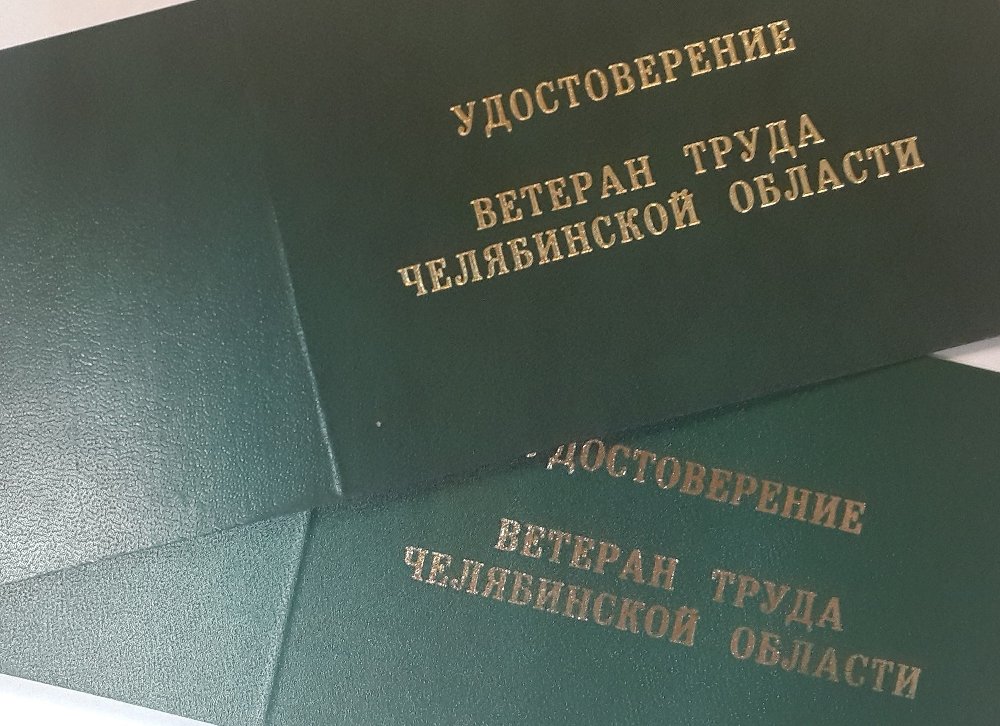 УДОСТОВЕРЕНИЕ
ВЕТЕРАН ТРУДА
ЧЕЛЯБИНСКОЙ ОБЛАСТИ
ДОСТОВЕРЕНИЕ
ВЕТЕРАН ТРУДА
ЧЕЛЯБИНСКОЙ ОБЛАСТИ